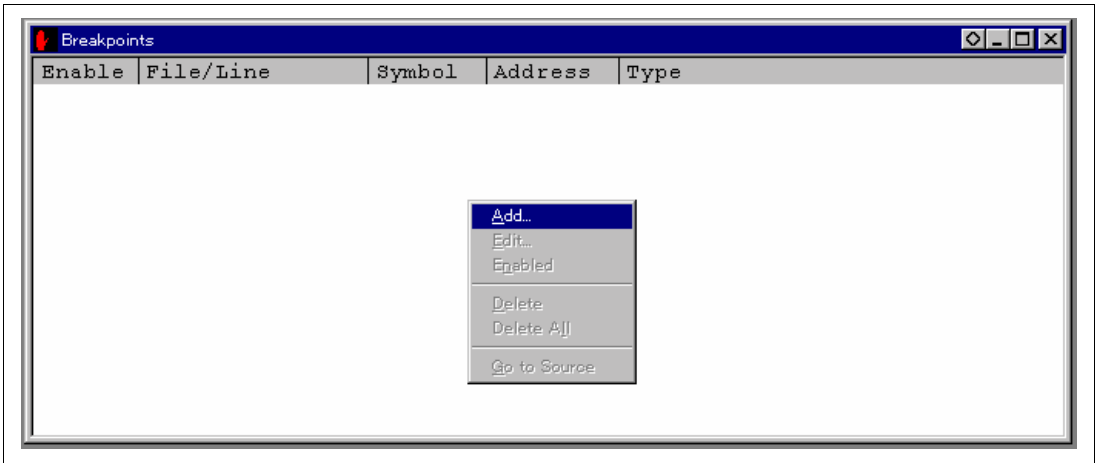 Breakpoints
Enable File/Line Symbol Address Type
Add...
Edit...
Enabled
Delete
Delete All
Go to Source